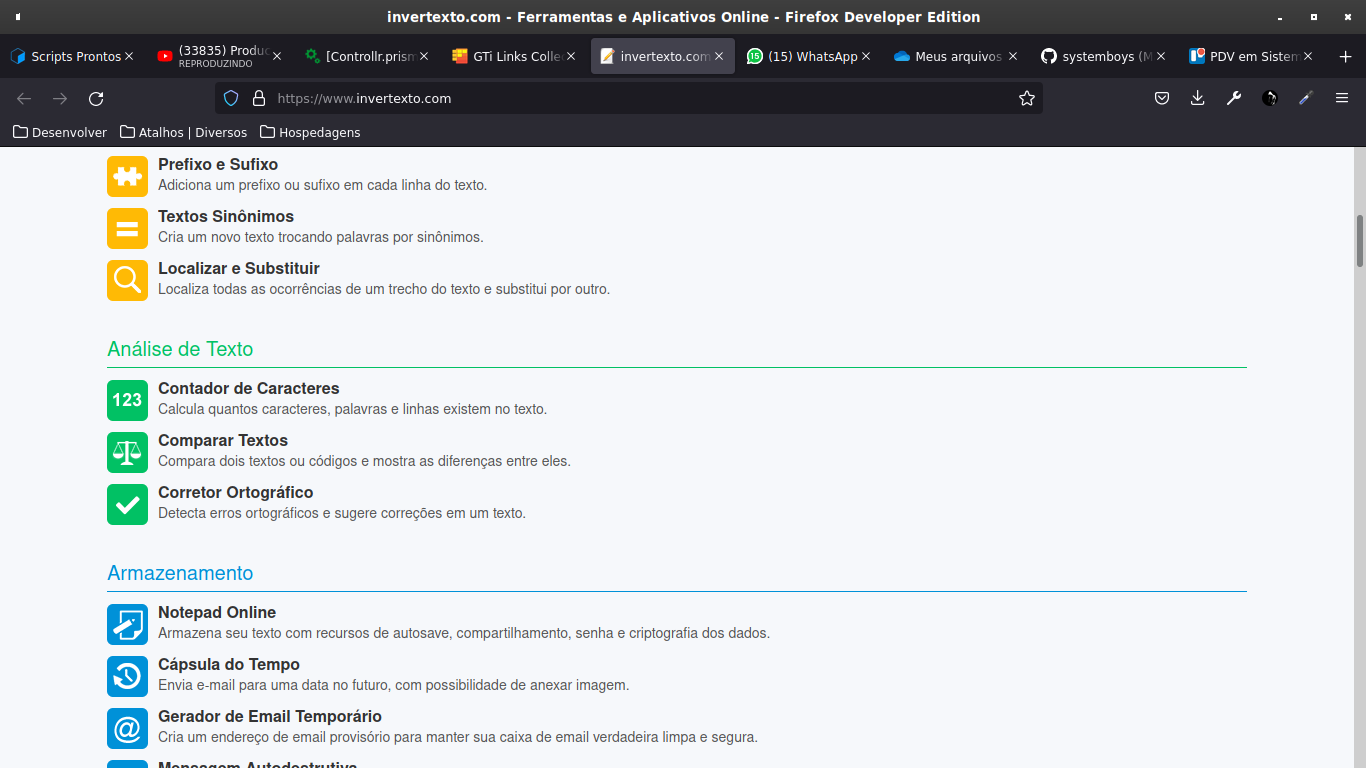 invertexto.com - Ferramentas e Aplicativos Online - Firefox Developer Edition
Scripts Prontos
(33835) Produc
REPRODUZINDO
[Controllr.prism
GTi Links Collec
invertexto.com
15
(15) WhatsApp
Meus arquivos
systemboys (M
PDV em Sistem
https://www.invertexto.com
Desenvolver
Atalhos | Diversos
Hospedagens
Prefixo e Sufixo
Adiciona um prefixo ou sufixo em cada linha do texto.
Textos Sinônimos
Cria um novo texto trocando palavras por sinônimos.
Localizar e Substituir
Localiza todas as ocorrências de um trecho do texto e substitui por outro.
Análise de Texto
123
Contador de Caracteres
Calcula quantos caracteres, palavras e linhas existem no texto.
Comparar Textos
Compara dois textos ou códigos e mostra as diferenças entre eles.
Corretor Ortográfico
Detecta erros ortográficos e sugere correções em um texto.
Armazenamento
Notepad Online
Armazena seu texto com recursos de autosave, compartilhamento, senha e criptografia dos dados.
Cápsula do Tempo
Envia e-mail para uma data no futuro, com possibilidade de anexar imagem.
@
Gerador de Email Temporário
Cria um endereço de email provisório para manter sua caixa de email verdadeira limpa e segura.
Mensagem Autodestrutiva